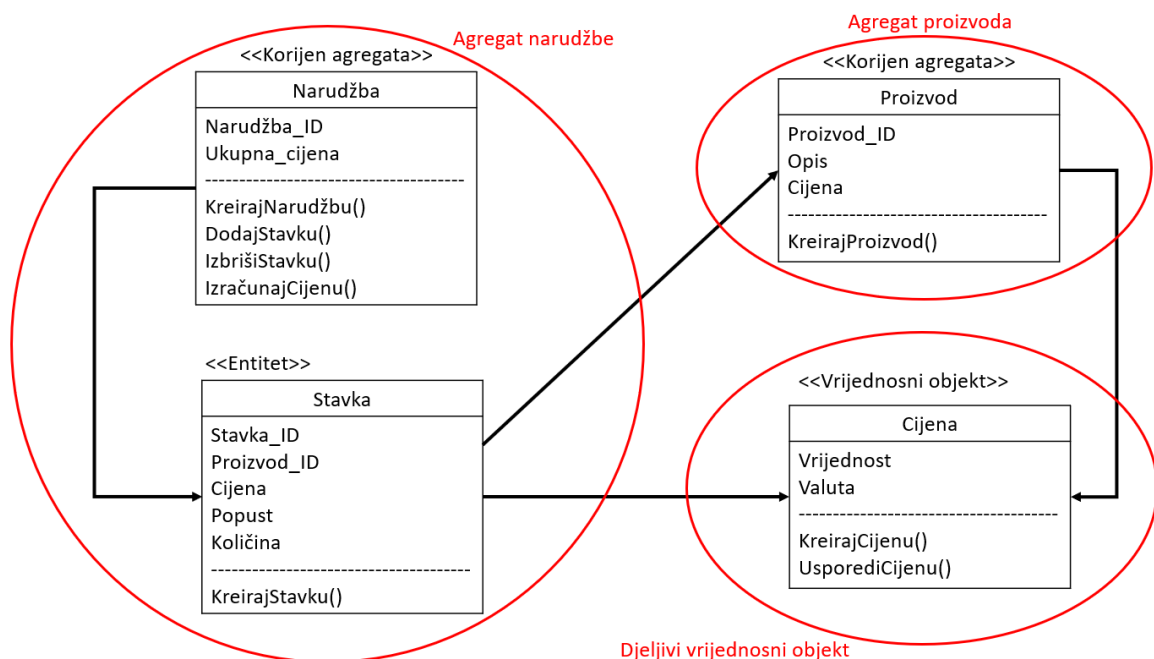 Agregat narudžbe
<<Korijen agregata>>
Narudžba
Narudžba_ID
Ukupna_cijena
--------------------------------------
KreirajNarudžbu()
DodajStavku()
IzbrišiStavku()
IzračunajCijenu()
<<Entitet>>
Stavka
Stavka_ID
Proizvod_ID
Cijena
Popust
Količina
--------------------------------------
KreirajStavku()
Agregat proizvoda
<<Korijen agregata>>
Proizvod
Proizvod_ID
Opis
Cijena
--------------------------------------
KreirajProizvod()
<<Vrijednosni objekt>>
Cijena
Vrijednost
Valuta
--------------------------------------
KreirajCijenu()
UsporediCijenu()
Djeljivi vrijednosni objekt